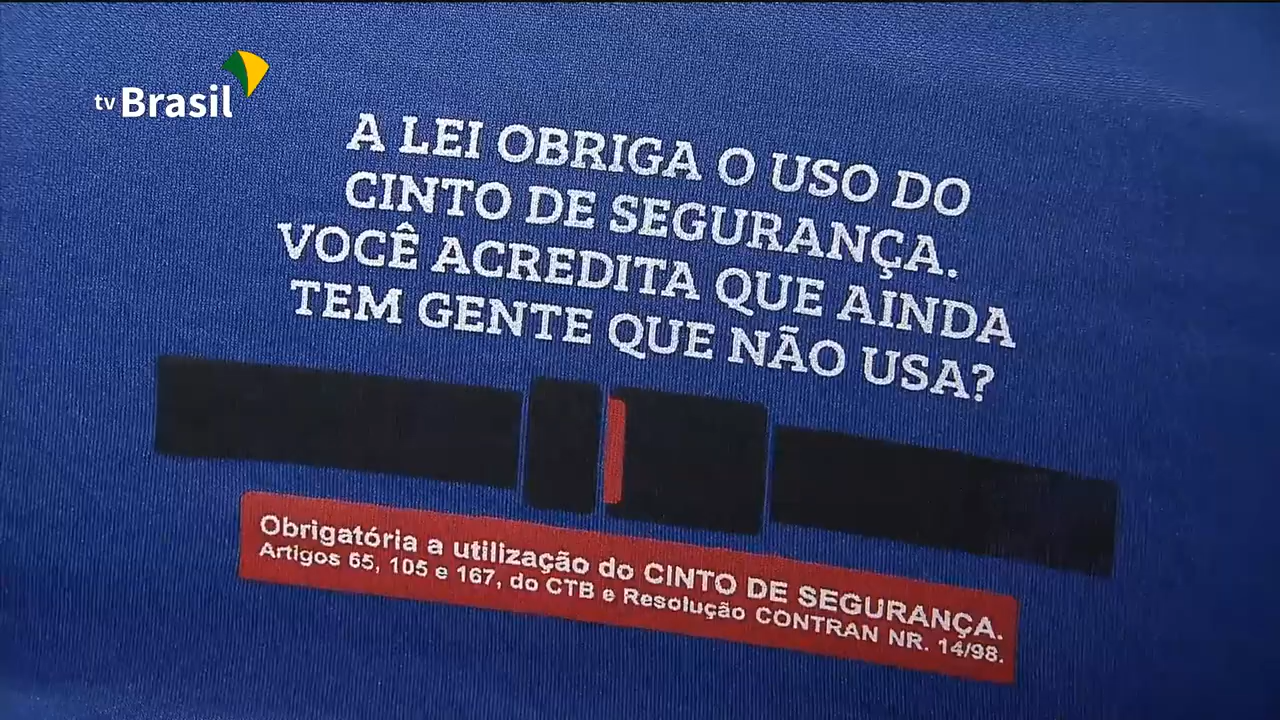 tv Brasil
A LEI OBRIGA O USO DO
CINTO DE SEGURANÇA.
VOCÊ ACREDITA QUE AINDA
TEM GENTE QUE NÃO USA?
Obrigatória a utilização do CINTO DE SEGURANÇA.
Artigos 65, 105 e 167, do CTB e Resolução CONTRAN NR. 14/98.